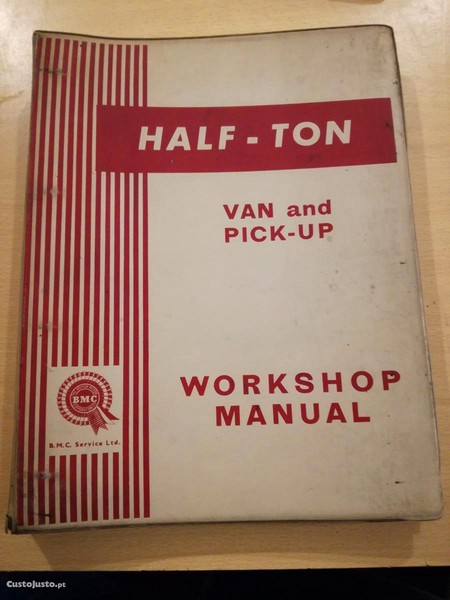 HALF - TON
VAN and
PICK-UP
WORKSHOP
MANUAL
BMC
B.M.C. Service Ltd.
CustoJusto.pt